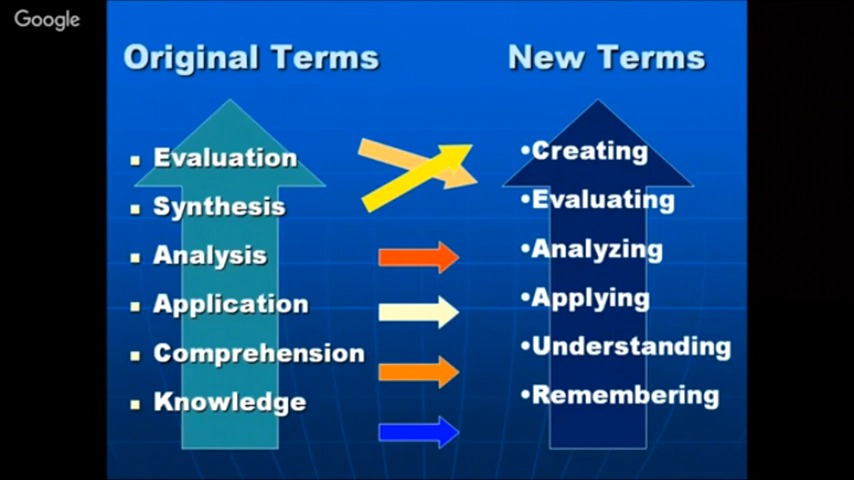 Google
Original Terms
New Terms
▪ Evaluation
▪ Synthesis
▪ Analysis
▪ Application
▪ Comprehension
▪ Knowledge
•Creating
•Evaluating
•Analyzing
•Applying
•Understanding
•Remembering